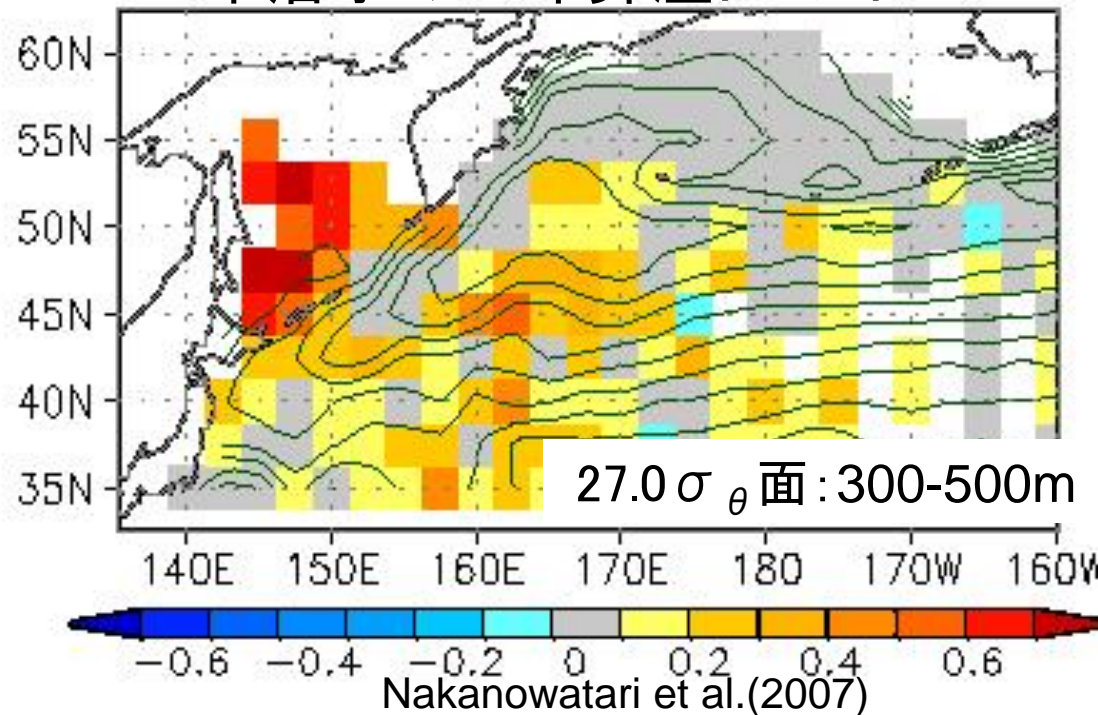 60N
55N
50N
45N
40N
35N
27.0σθ面:300-500m
140E 150E 160E 170E 180 170W 160W
−0.6 −0.4 −0.2 0 0.2 0.4 0.6
Nakanowatari et al.(2007)